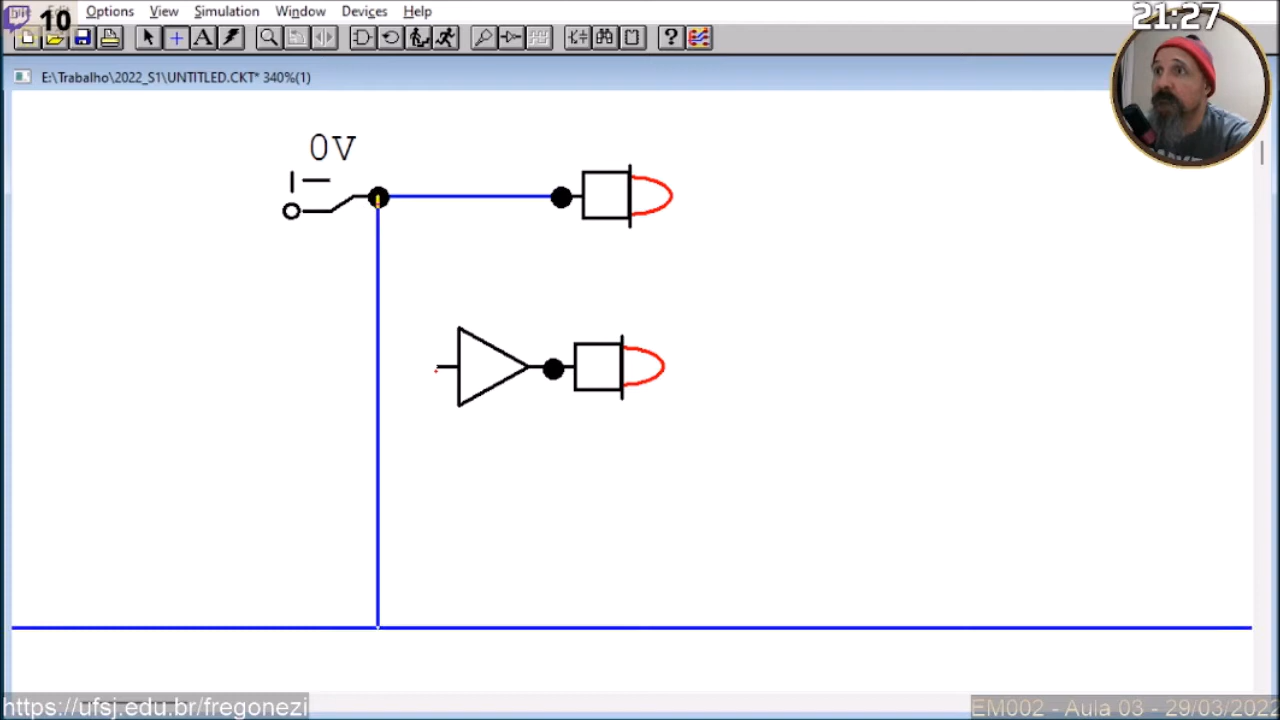 10
Options View Simulation Window Devices Help
21:27
A
?
E:\Trabalho\2022_S1\UNTITLED.CKT* 340%(1)
0V
https://ufsj.edu.br/fregonezi
EM002 - Aula 03 - 29/03/2022